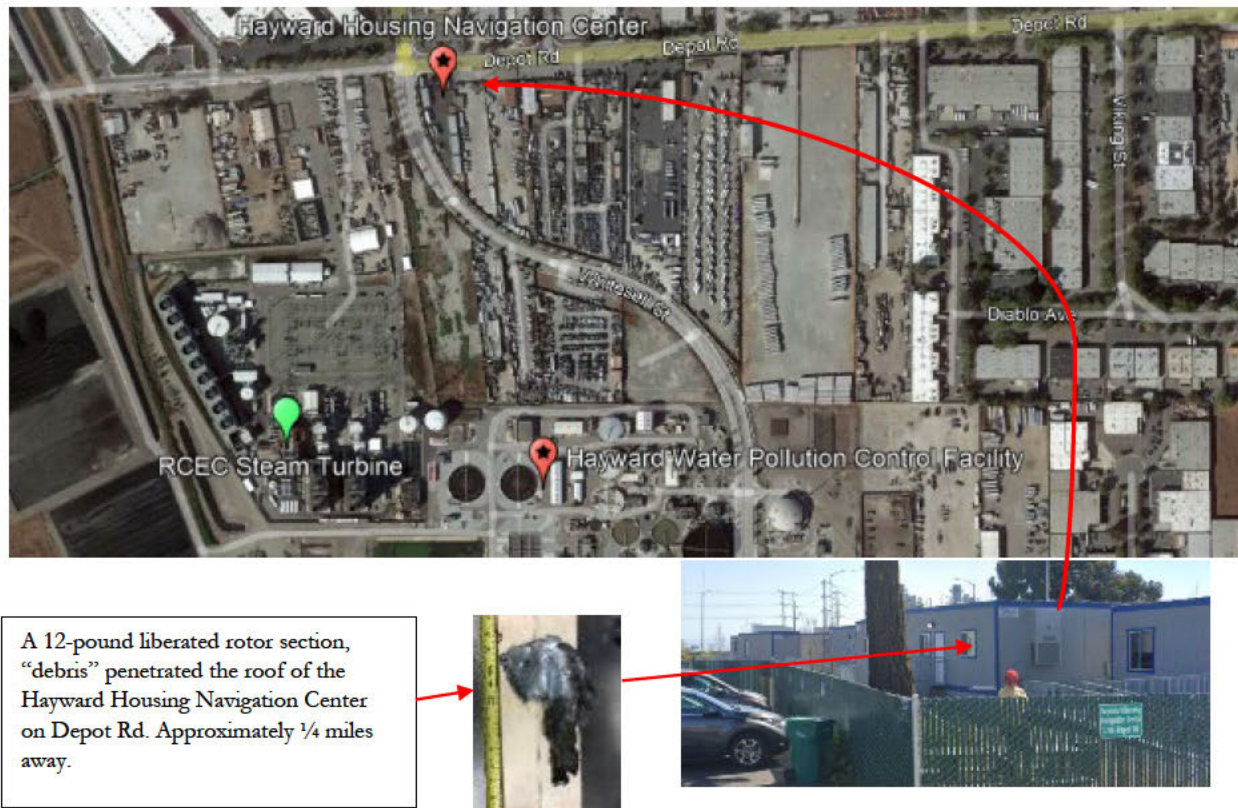 Hayward Housing Navigation Center
Depot Rd
Depot Rd
Depot Rd
Viking St
Whitesell St
Diablo Ave
RCEC Steam Turbine
Hayward Water Pollution Control Facility
A 12-pound liberated rotor section,
“debris” penetrated the roof of the
Hayward Housing Navigation Center
on Depot Rd. Approximately ¼ miles
away.